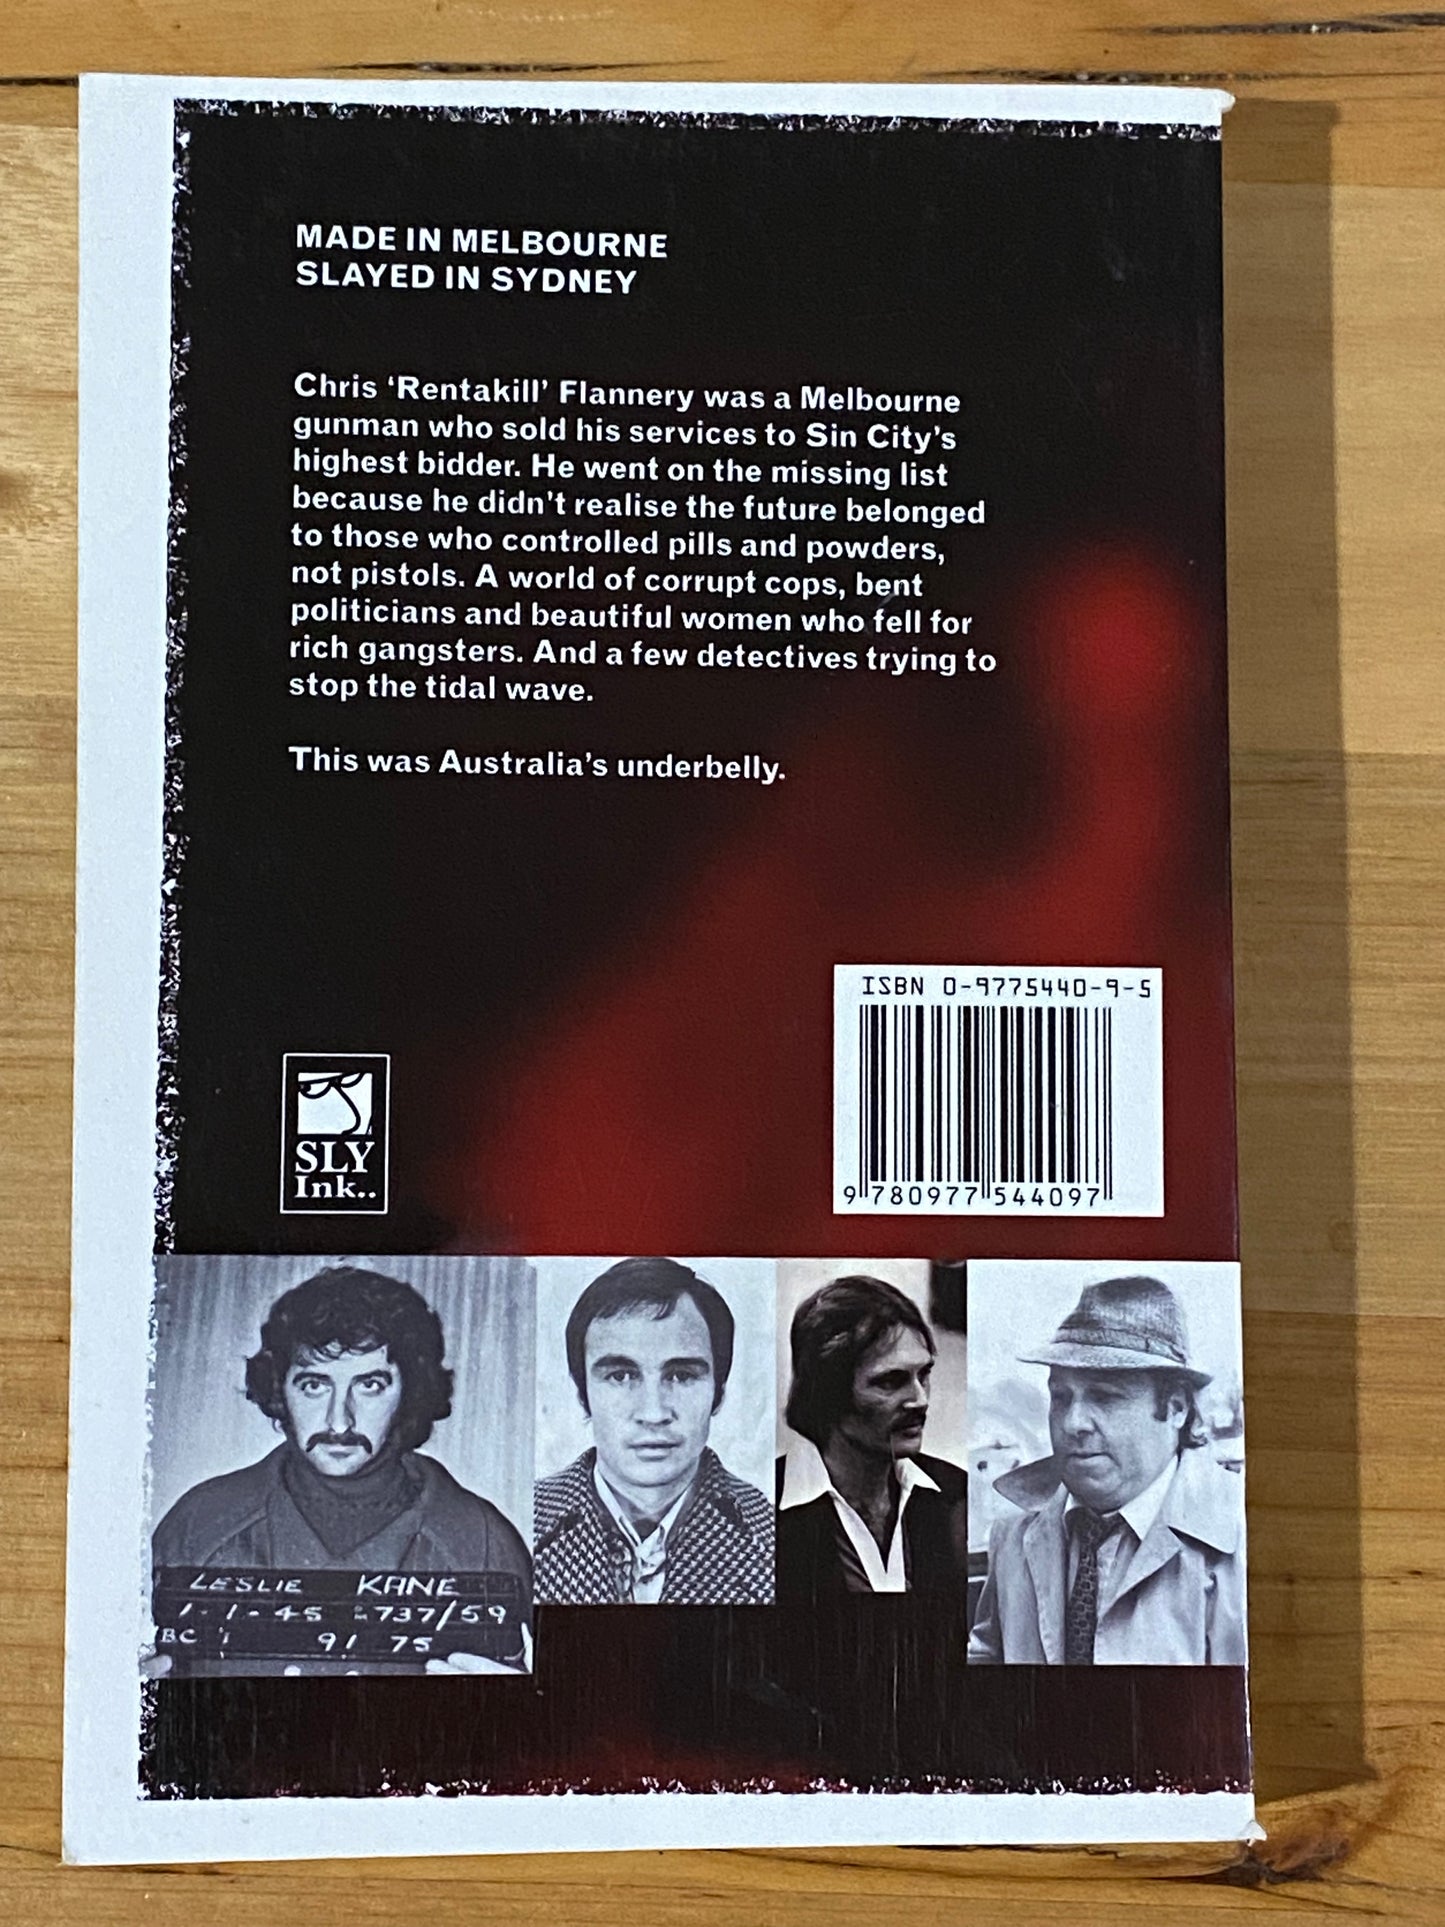 MADE IN MELBOURNE
SLAYED IN SYDNEY
Chris ‘Rentakill’ Flannery was a Melbourne
gunman who sold his services to Sin City’s
highest bidder. He went on the missing list
because he didn’t realise the future belonged
to those who controlled pills and powders,
not pistols. A world of corrupt cops, bent
politicians and beautiful women who fell for
rich gangsters. And a few detectives trying to
stop the tidal wave.
This was Australia’s underbelly.
ISBN 0-9775440-9-5
9 780977 544097
SLY
Ink..
LESLIE KANE
1-1-45 737/59
BC 91 75